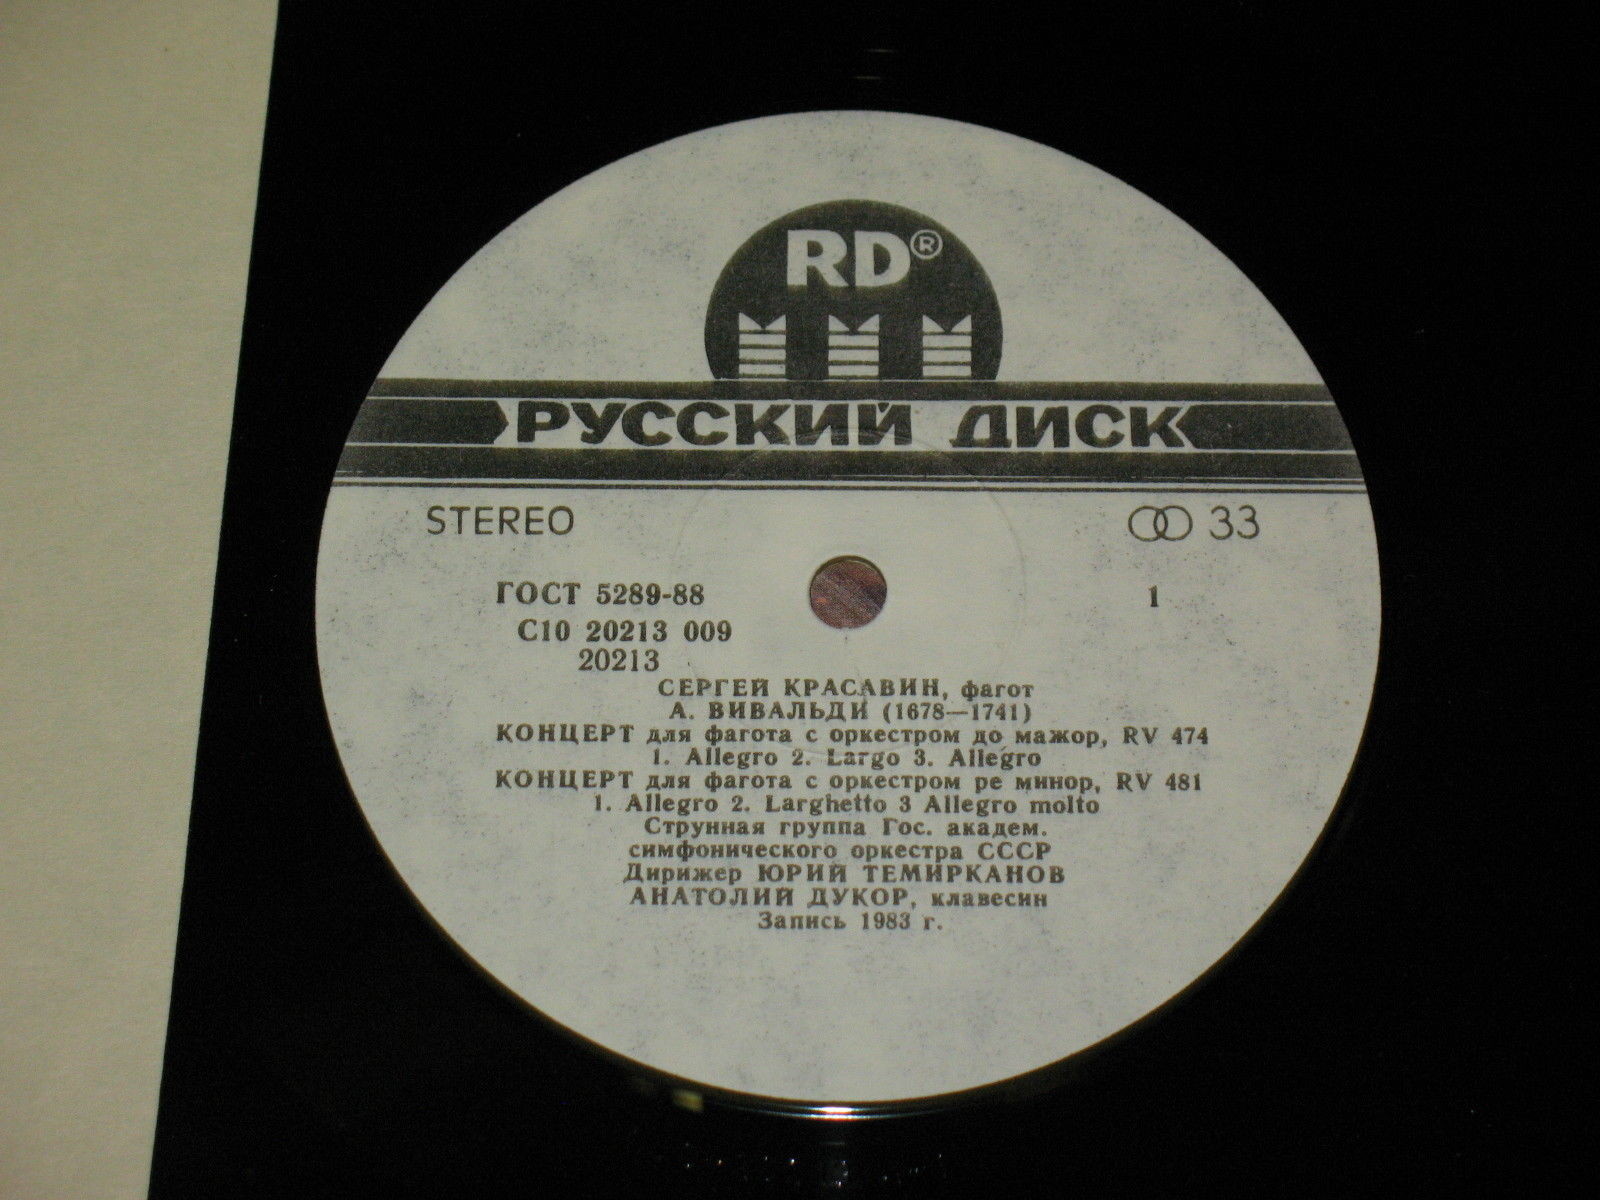 RD®
РУССКИЙ ДИСК
STEREO 33
ГОСТ 5289-88 1
С10 20213 009
20213
СЕРГЕЙ КРАСАВИН, фагот
А. ВИВАЛЬДИ (1678—1741)
КОНЦЕРТ для фагота с оркестром до мажор, RV 474
1. Allegro 2. Largo 3. Allegro
КОНЦЕРТ для фагота с оркестром ре минор, RV 481
1. Allegro 2. Larghetto 3 Allegro molto
Струнная группа Гос. академ.
симфонического оркестра СССР
Дирижер ЮРИЙ ТЕМИРКАНОВ
АНАТОЛИЙ ДУКОР, клавесин
Запись 1983 г.